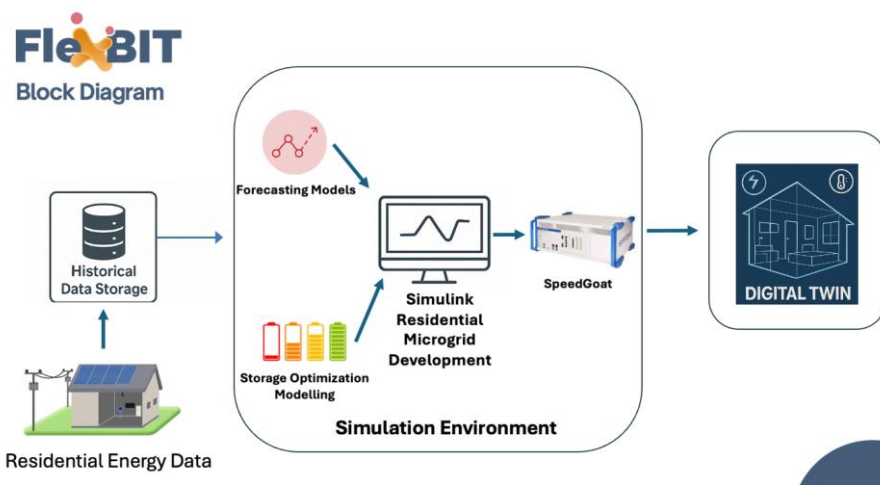 FlexBIT
Block Diagram
Historical
Data Storage
Residential Energy Data
Forecasting Models
Storage Optimization
Modelling
Simulink
Residential
Microgrid
Development
SpeedGoat
Simulation Environment
DIGITAL TWIN